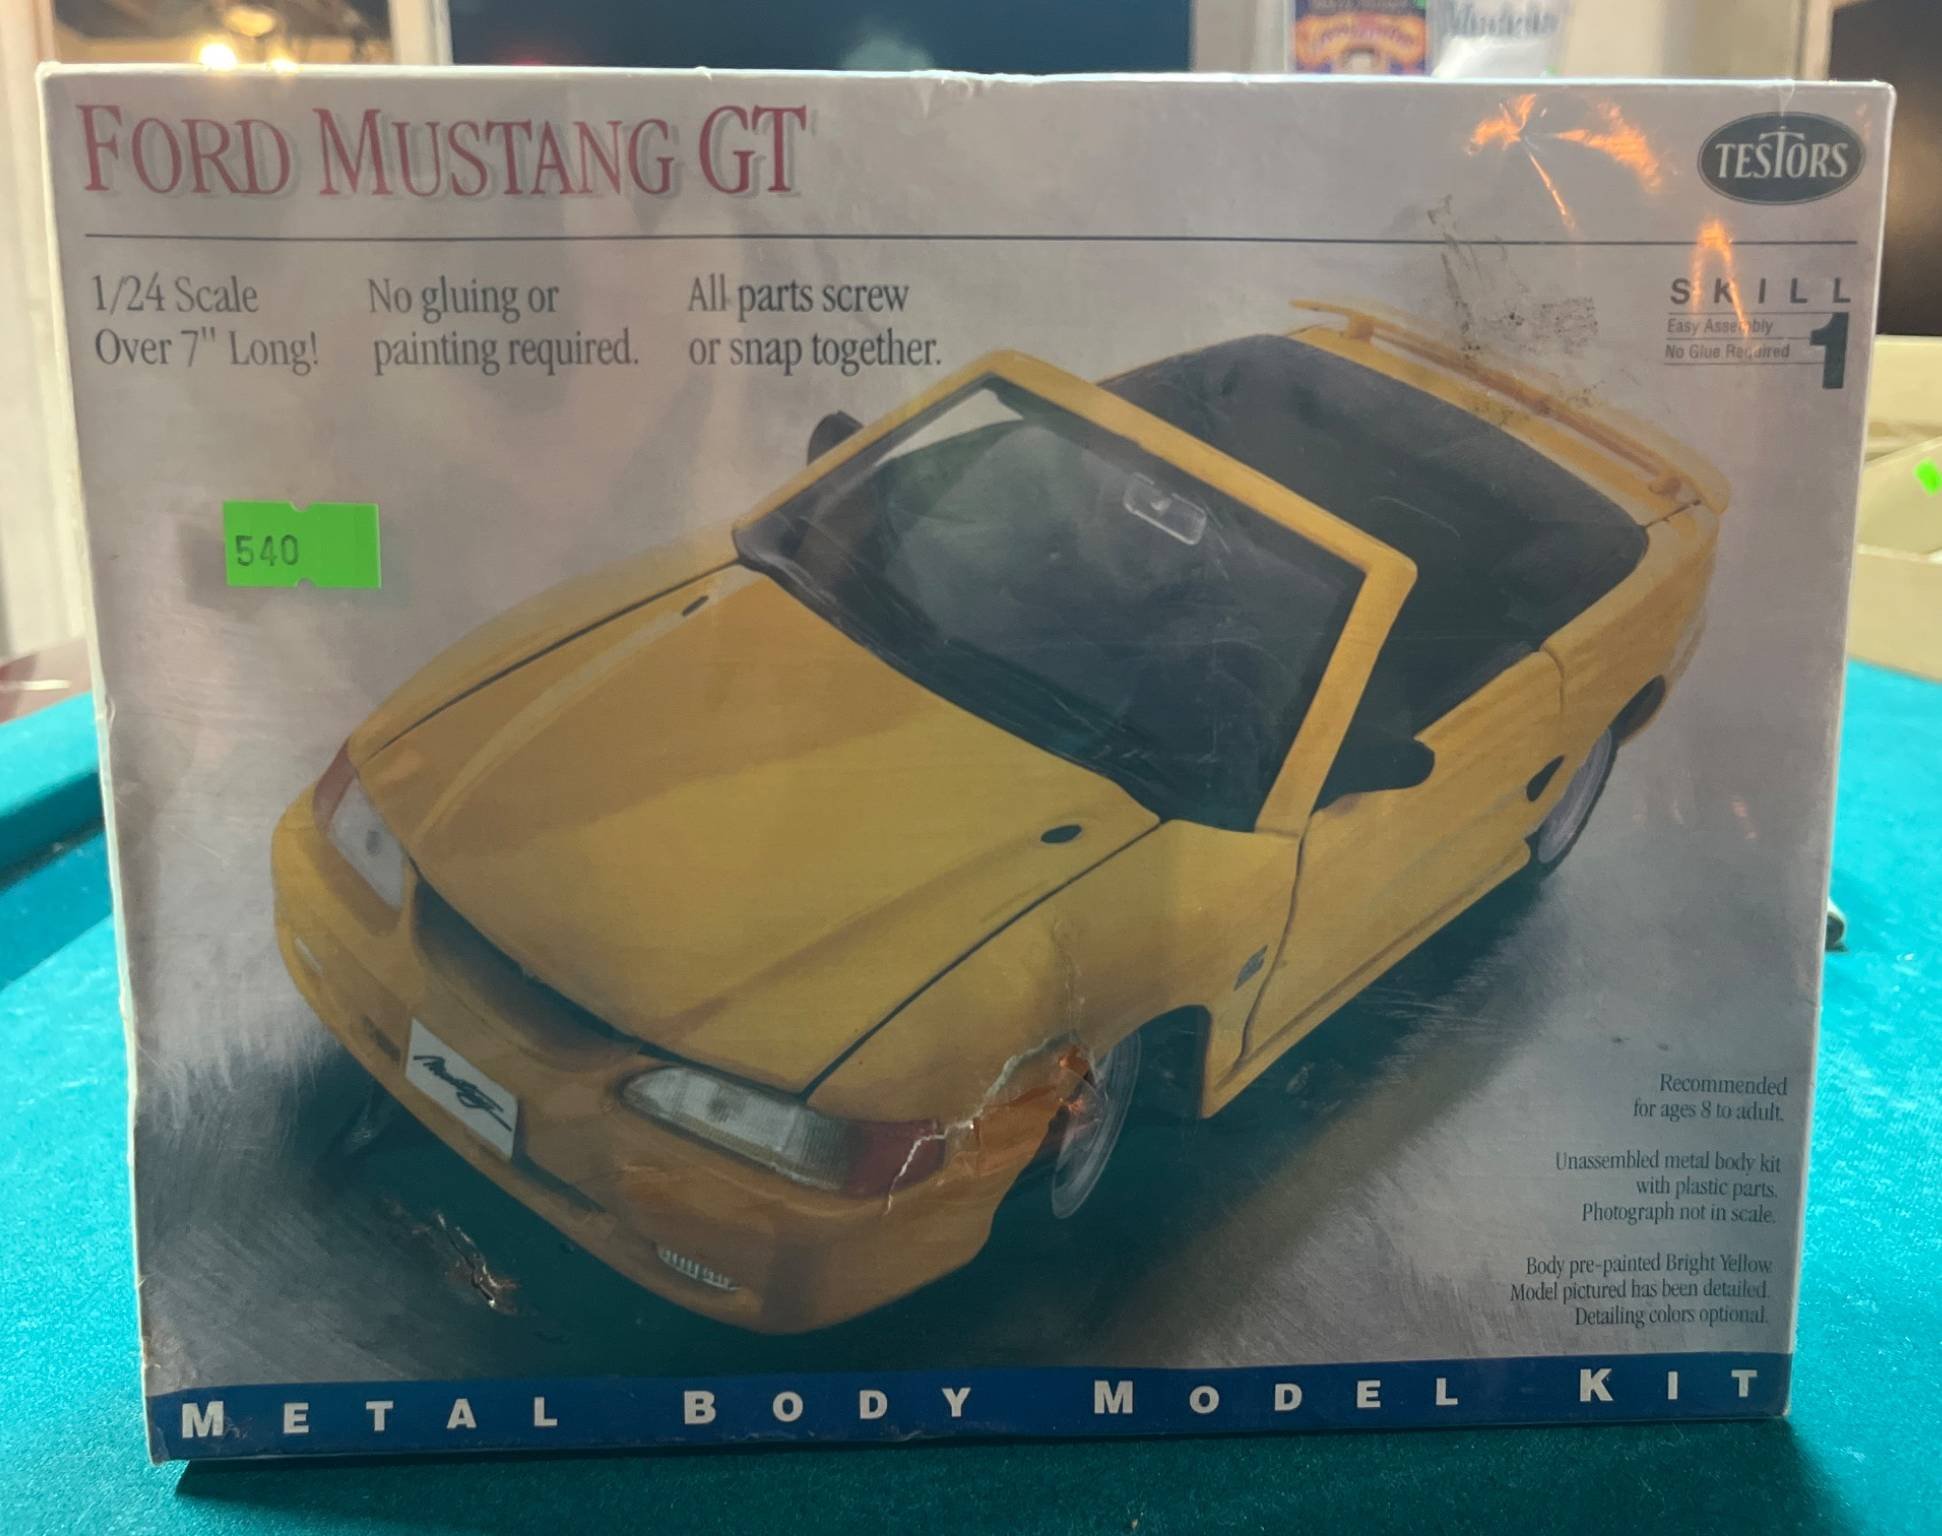 FORD MUSTANG GT
TESTORS
1/24 Scale
Over 7" Long!
No gluing or
painting required.
All parts screw
or snap together.
SKILL
1
Easy Assembly
No Glue Required
540
Mustang
Recommended
for ages 8 to adult.
Unassembled metal body kit
with plastic parts.
Photograph not in scale.
Body pre-painted Bright Yellow.
Model pictured has been detailed.
Detailing colors optional.
METAL BODY MODEL KIT